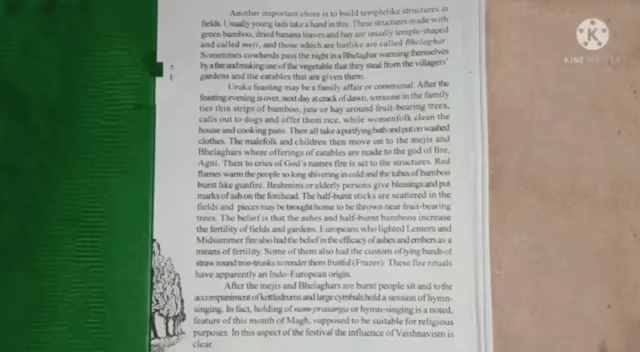 Another important chore is to build templelike structures in
fields. Usually young lads take a hand in this. These structures made with
green bamboo, dried banana leaves and hay are usually temple-shaped
and called meji, and those which are hutlike are called Bhelaghar.
Sometimes cowherds pass the night in a Bhelaghar warming themselves
by a fire and making use of the vegetable that they steal from the villagers'
gardens and the eatables that are given them.
Uruka feasting may be a family affair or communal. After the
feasting evening is over, next day at crack of dawn, someone in the family
ties thin strips of bamboo, jute or hay around fruit-bearing trees,
calls out to dogs and offer them rice, while womenfolk clean the
house and cooking pans. Then all take a purifying bath and put on washed
clothes. The malefolk and children then move on to the mejis and
Bhelaghars where offerings of eatables are made to the god of fire,
Agni. Then to cries of God's names fire is set to the structures. Red
flames warm the people so long shivering in cold and the tubes of bamboo
burst like gunfire. Brahmins or elderly persons give blessings and put
marks of ash on the forehead. The half-burnt sticks are scattered in the
fields and pieces may be brought home to be thrown near fruit-bearing
trees. The belief is that the ashes and half-burnt bamboos increase
the fertility of fields and gardens. Europeans who lighted Lentern and
Midsummer fire also had the belief in the efficacy of ashes and embers as a
means of fertility. Some of them also had the custom of tying bands of
straw round tree-trunks to render them fruitful (Frazer). These fire rituals
have apparently an Indo-European origin.
After the mejis and Bhelaghars are burnt people sit and to the
accompaniment of kettledrums and large cymbals hold a session of hymn-
singing. In fact, holding of nam-prasanga or hymn-singing is a noted,
feature of this month of Magh, supposed to be suitable for religious
purposes. In this aspect of the festival the influence of Vaishnavism is
clear.